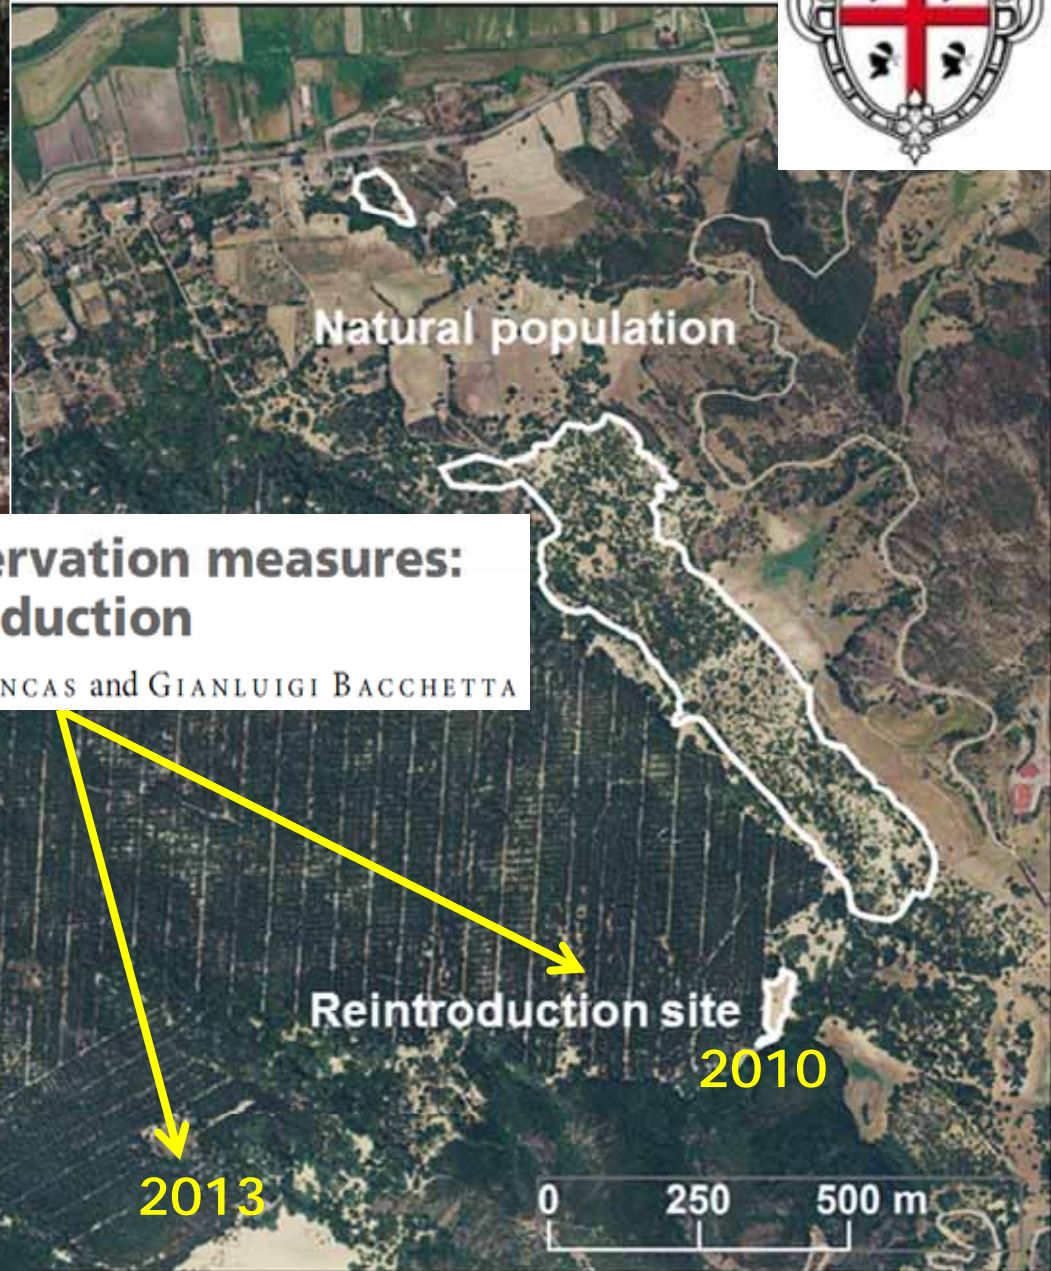 Natural population
ervation measures:
duction
NCAS and GIANLUIGI BACCHETTA
Reintroduction site
2010
2013
0 250 500 m